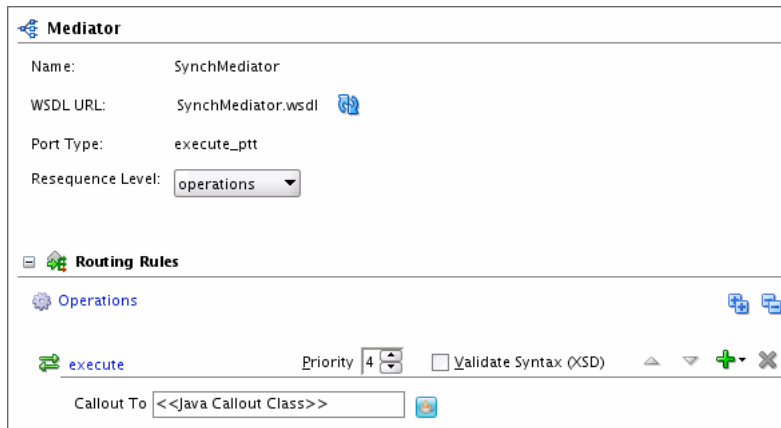 Mediator
Name: SynchMediator
WSDL URL: SynchMediator.wsdl
Port Type: execute_ptt
Resequence Level: operations
Routing Rules
Operations
execute Priority 4 Validate Syntax (XSD)
Callout To <<Java Callout Class>>